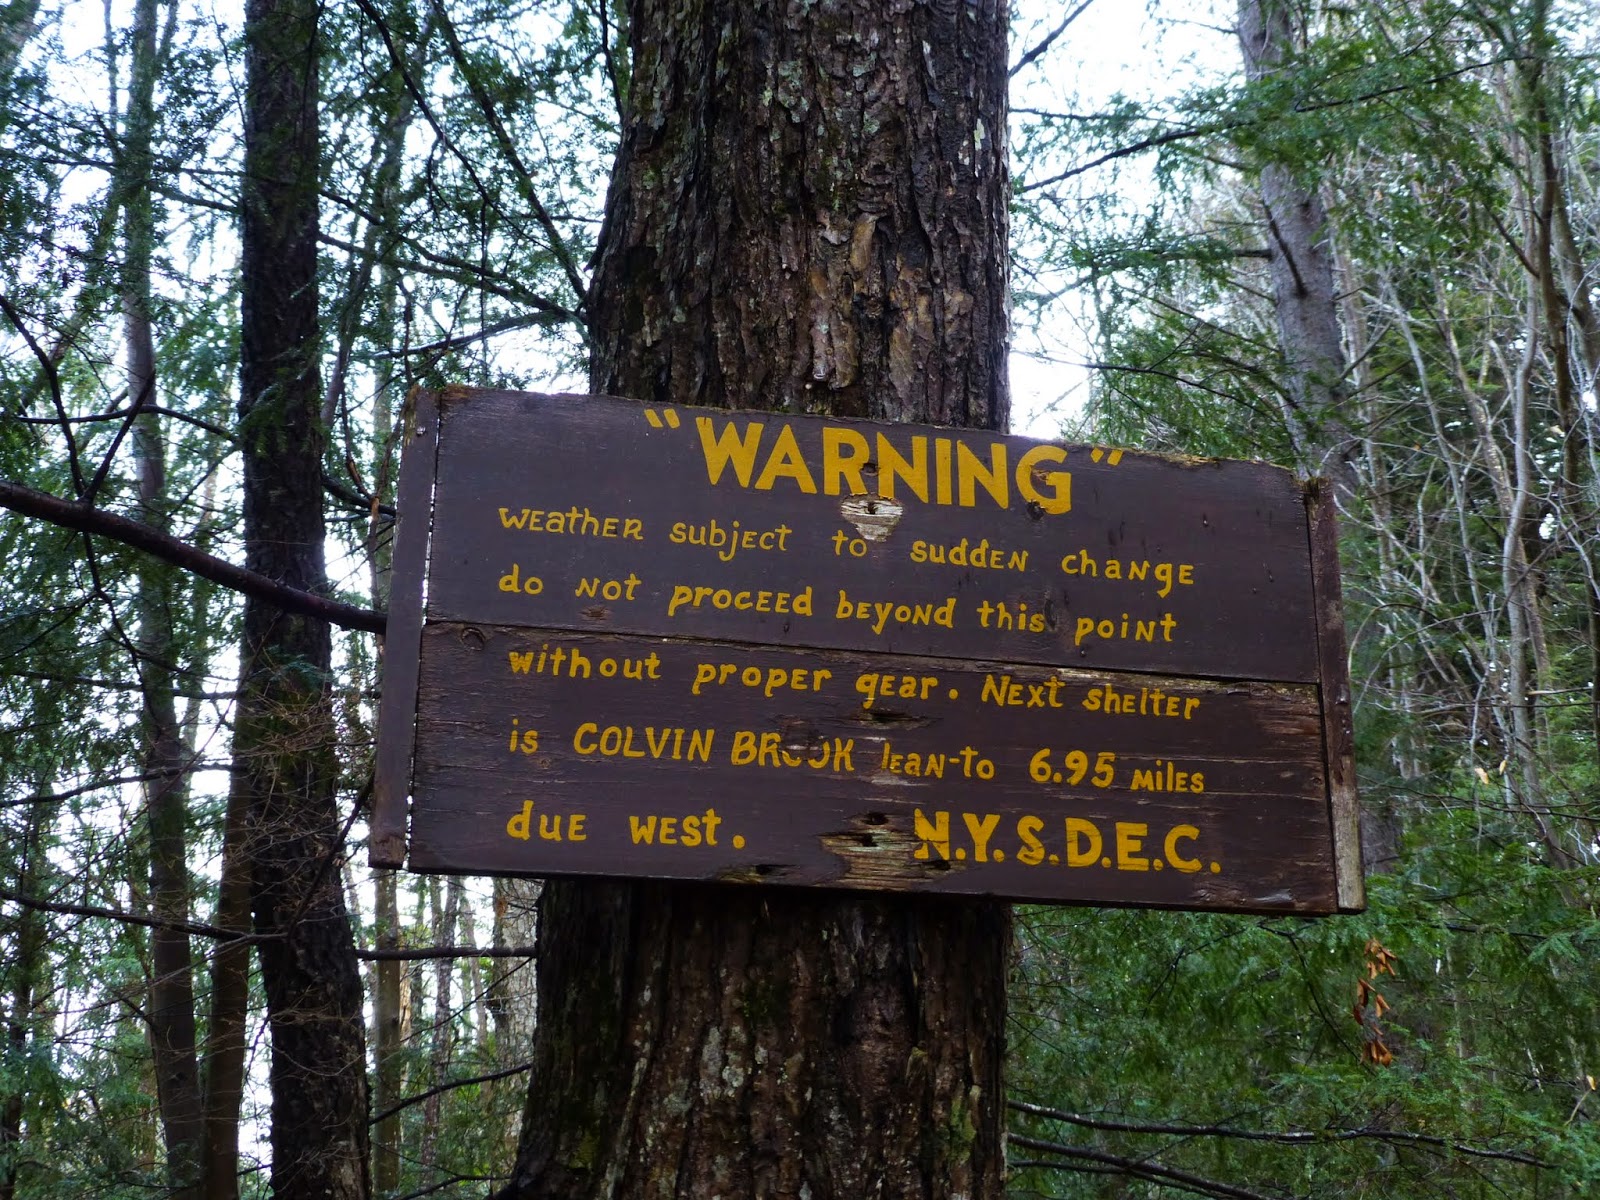 "WARNING"
WEatHER subject to suddEN chaNgE
do Not pROCEEd bEyoNd this poiNt
without proper gear. NExt shelter
is COLVIN BROOK lEAN-to 6.95 MilEs
duE wEst. N.Y.S.D.E.C.